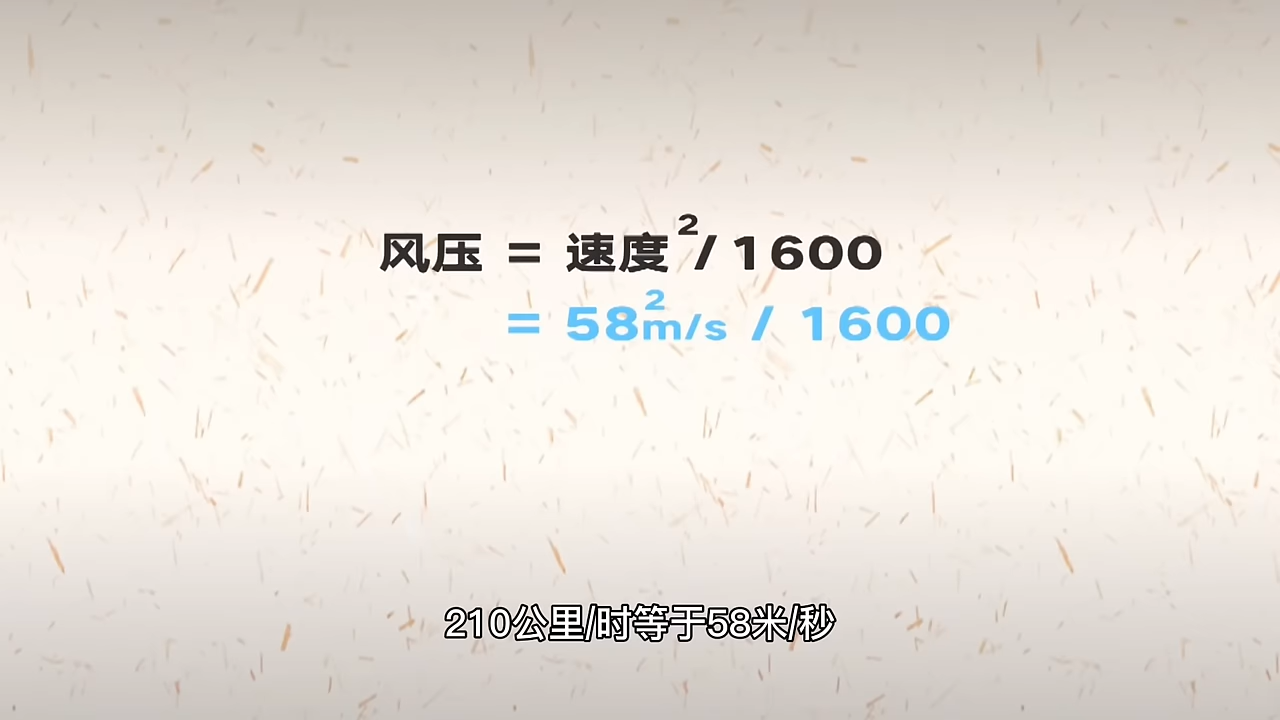 风压 = 速度²/ 1600
= 58²m/s / 1600
210公里/时等于58米/秒